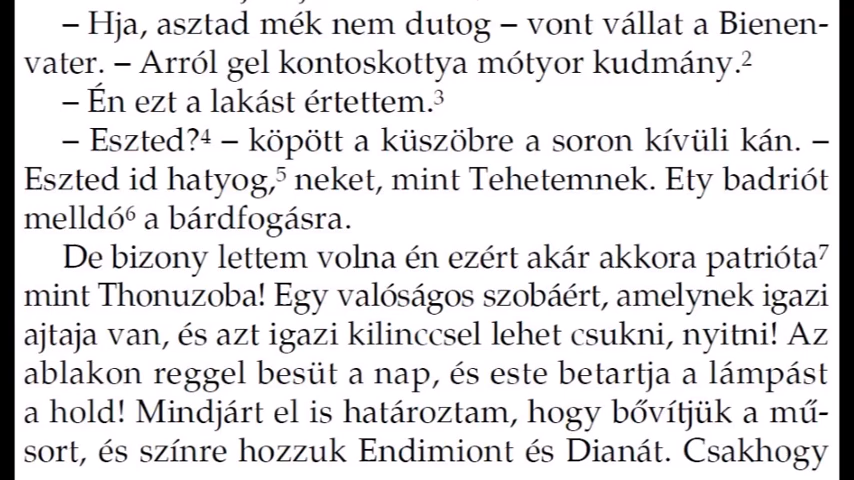 – Hja, asztad mék nem dutog – vont vállat a Bienen-
vater. – Arról gel kontoskottya mótyor kudmány.²
– Én ezt a lakást értettem.³
– Eszted?⁴ – köpött a küszöbre a soron kívüli kán. –
Eszted id hatyog,⁵ neket, mint Tehetemnek. Ety badriót
melldó⁶ a bárdfogásra.
De bizony lettem volna én ezért akár akkora patrióta⁷
mint Thonuzoba! Egy valóságos szobáért, amelynek igazi
ajtaja van, és azt igazi kilinccsel lehet csukni, nyitni! Az
ablakon reggel besüt a nap, és este betartja a lámpást
a hold! Mindjárt el is határoztam, hogy bővítjük a mű-
sort, és színre hozzuk Endimiont és Dianát. Csakhogy